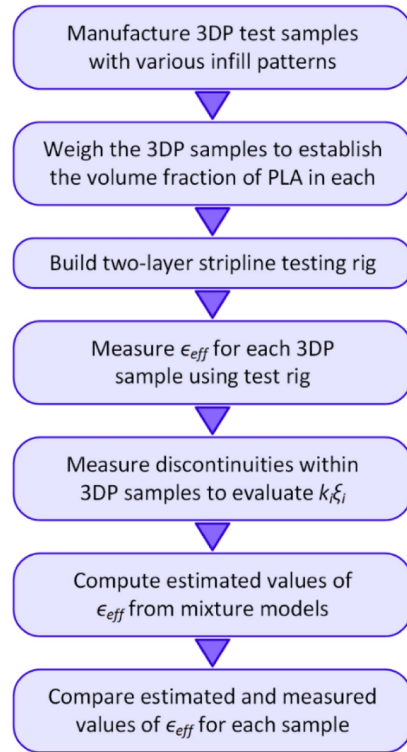 Manufacture 3DP test samples
with various infill patterns
Weigh the 3DP samples to establish
the volume fraction of PLA in each
Build two-layer stripline testing rig
Measure ϵeff for each 3DP
sample using test rig
Measure discontinuities within
3DP samples to evaluate kiξi
Compute estimated values of
ϵeff from mixture models
Compare estimated and measured
values of ϵeff for each sample